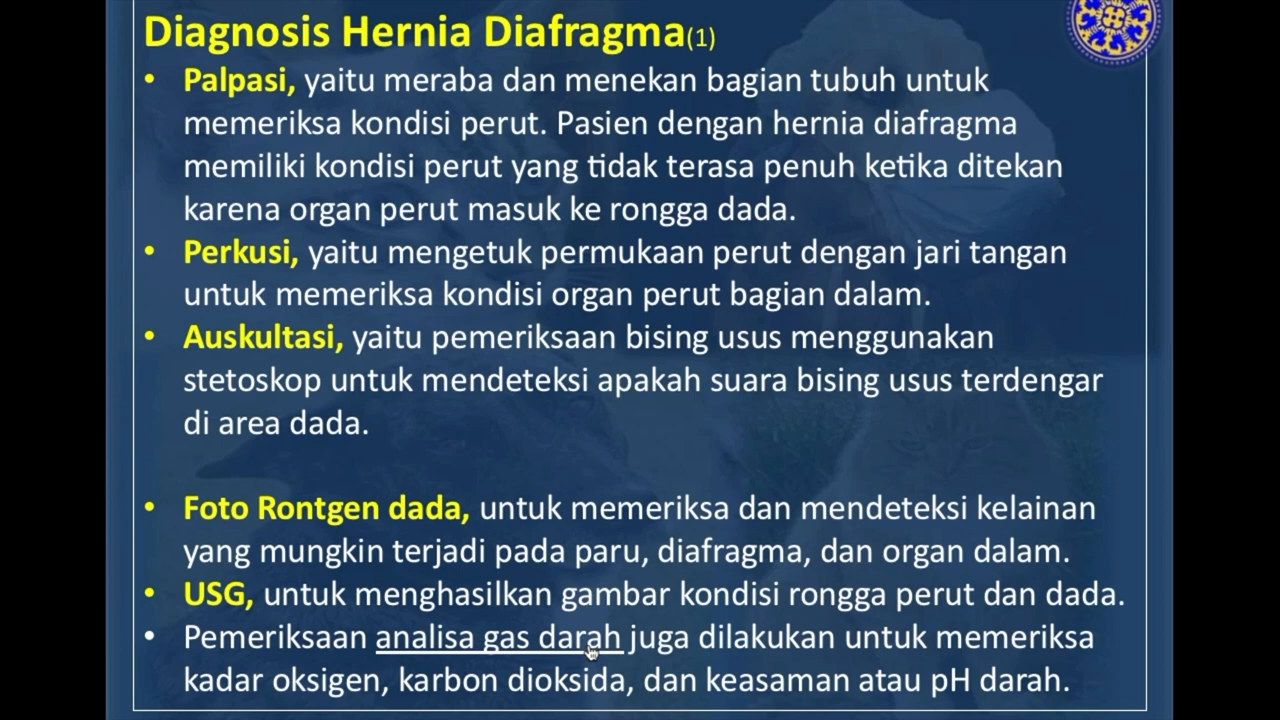 Diagnosis Hernia Diafragma(1)
• Palpasi, yaitu meraba dan menekan bagian tubuh untuk
memeriksa kondisi perut. Pasien dengan hernia diafragma
memiliki kondisi perut yang tidak terasa penuh ketika ditekan
karena organ perut masuk ke rongga dada.
• Perkusi, yaitu mengetuk permukaan perut dengan jari tangan
untuk memeriksa kondisi organ perut bagian dalam.
• Auskultasi, yaitu pemeriksaan bising usus menggunakan
stetoskop untuk mendeteksi apakah suara bising usus terdengar
di area dada.
• Foto Rontgen dada, untuk memeriksa dan mendeteksi kelainan
yang mungkin terjadi pada paru, diafragma, dan organ dalam.
• USG, untuk menghasilkan gambar kondisi rongga perut dan dada.
• Pemeriksaan analisa gas darah juga dilakukan untuk memeriksa
kadar oksigen, karbon dioksida, dan keasaman atau pH darah.